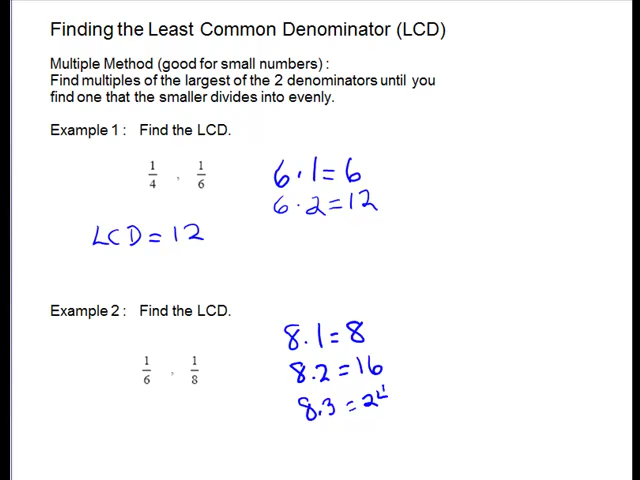 Finding the Least Common Denominator (LCD)
Multiple Method (good for small numbers) :
Find multiples of the largest of the 2 denominators until you
find one that the smaller divides into evenly.
Example 1 : Find the LCD.
1/4 , 1/6
6 · 1 = 6
6 · 2 = 12
LCD = 12
Example 2 : Find the LCD.
1/6 , 1/8
8 . 1 = 8
8 . 2 = 16
8 . 3 = 24